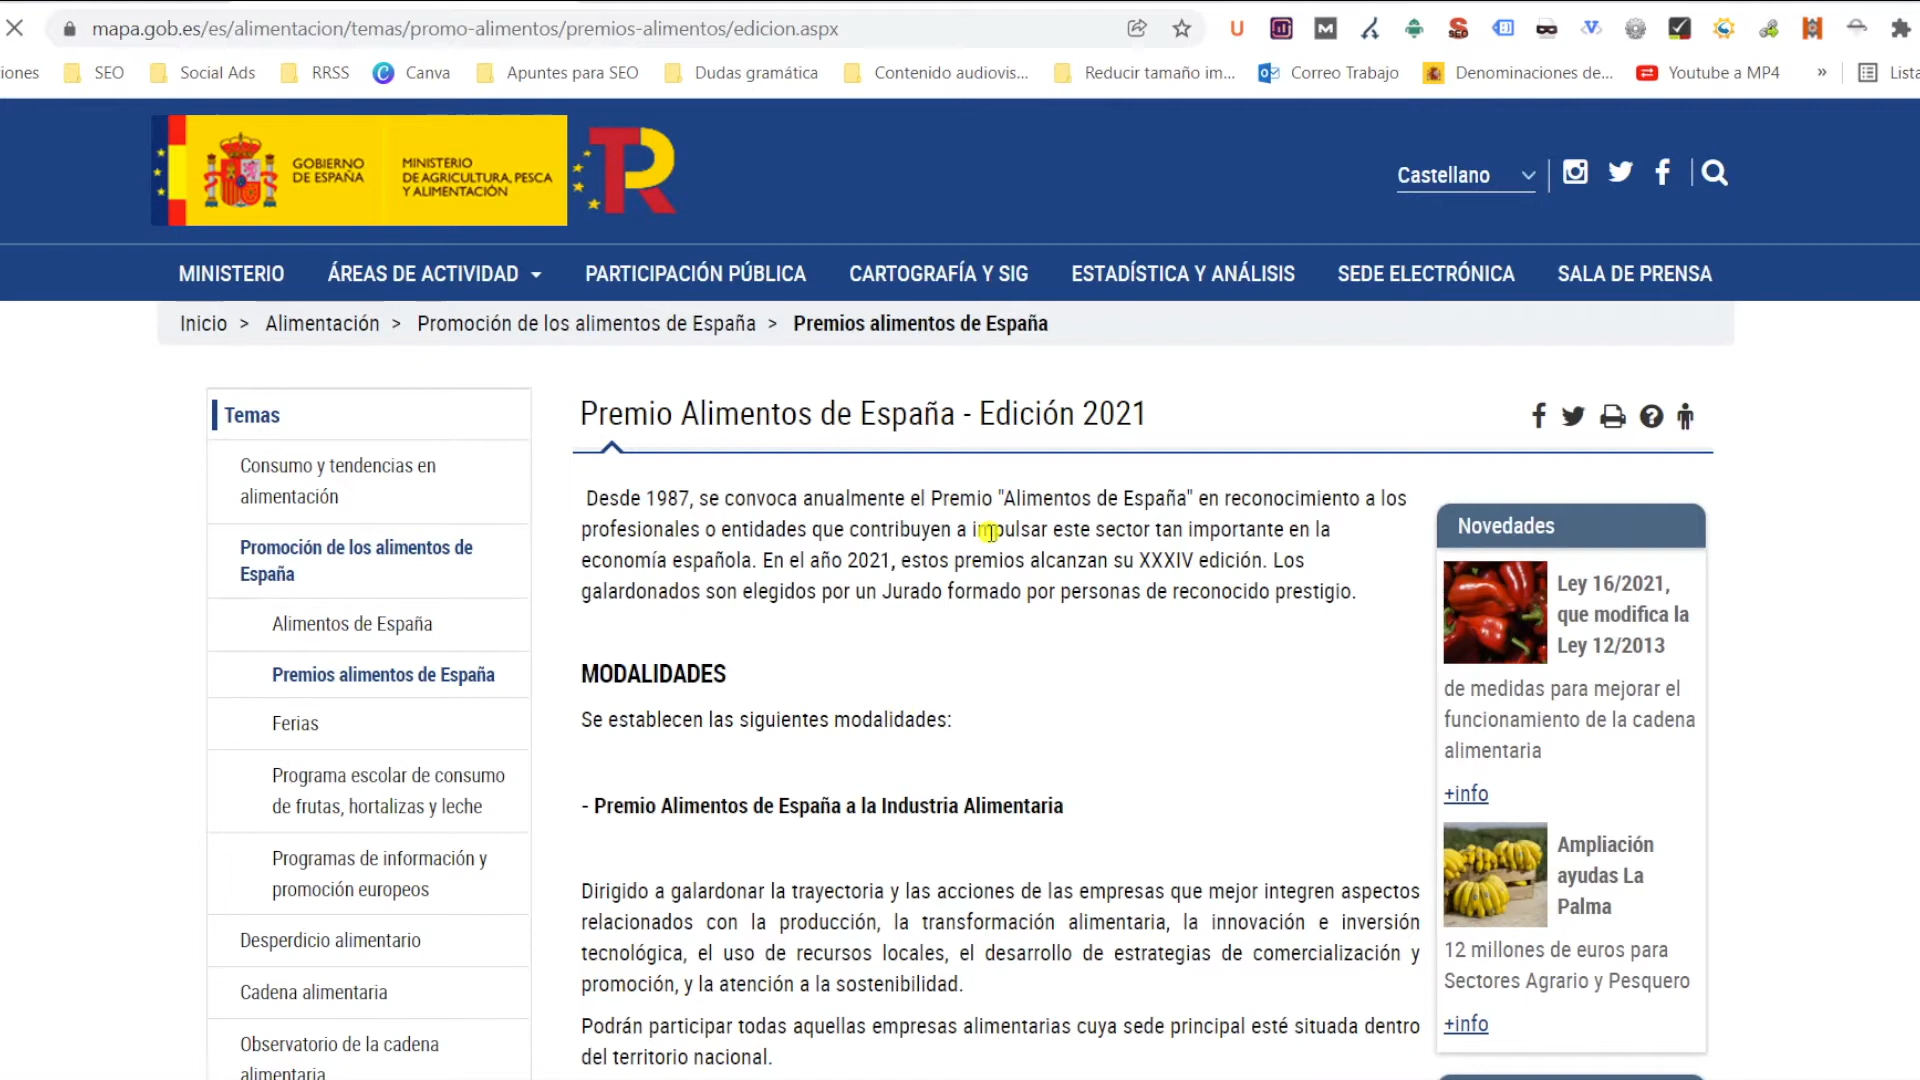 mapa.gob.es/es/alimentacion/temas/promo-alimentos/premios-alimentos/edicion.aspx
iones SEO Social Ads RRSS Canva Apuntes para SEO Dudas gramática Contenido audiovis... Reducir tamaño im... Correo Trabajo Denominaciones de... Youtube a MP4 » Lista
GOBIERNO
DE ESPAÑA
MINISTERIO
DE AGRICULTURA, PESCA
Y ALIMENTACIÓN
Castellano
MINISTERIO ÁREAS DE ACTIVIDAD PARTICIPACIÓN PÚBLICA CARTOGRAFÍA Y SIG ESTADÍSTICA Y ANÁLISIS SEDE ELECTRÓNICA SALA DE PRENSA
Inicio > Alimentación > Promoción de los alimentos de España > Premios alimentos de España
Temas
Consumo y tendencias en
alimentación
Promoción de los alimentos de
España
Alimentos de España
Premios alimentos de España
Ferias
Programa escolar de consumo
de frutas, hortalizas y leche
Programas de información y
promoción europeos
Desperdicio alimentario
Cadena alimentaria
Observatorio de la cadena
alimentaria
Premio Alimentos de España - Edición 2021
Desde 1987, se convoca anualmente el Premio "Alimentos de España" en reconocimiento a los
profesionales o entidades que contribuyen a impulsar este sector tan importante en la
economía española. En el año 2021, estos premios alcanzan su XXXIV edición. Los
galardonados son elegidos por un Jurado formado por personas de reconocido prestigio.
MODALIDADES
Se establecen las siguientes modalidades:
- Premio Alimentos de España a la Industria Alimentaria
Dirigido a galardonar la trayectoria y las acciones de las empresas que mejor integren aspectos
relacionados con la producción, la transformación alimentaria, la innovación e inversión
tecnológica, el uso de recursos locales, el desarrollo de estrategias de comercialización y
promoción, y la atención a la sostenibilidad.
Podrán participar todas aquellas empresas alimentarias cuya sede principal esté situada dentro
del territorio nacional.
Novedades
Ley 16/2021,
que modifica la
Ley 12/2013
de medidas para mejorar el
funcionamiento de la cadena
alimentaria
+info
Ampliación
ayudas La
Palma
12 millones de euros para
Sectores Agrario y Pesquero
+info